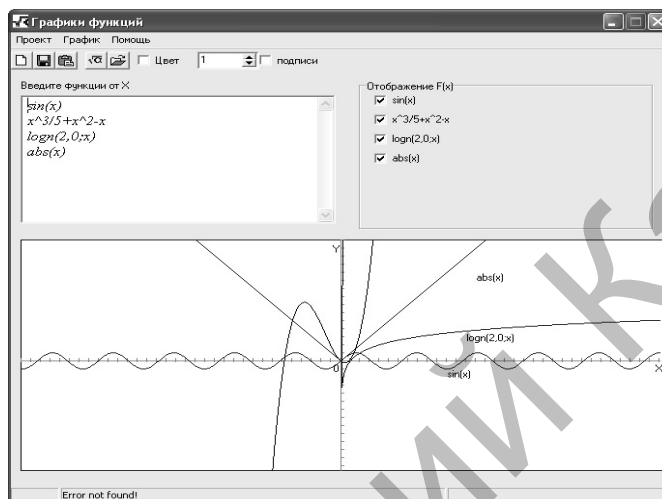 Графики функций
Проект График Помощь
Цвет 1 подписи
Введите функции от X
sin(x)
x^3/5+x^2-x
logn(2,0;x)
abs(x)
Отображение F(x)
sin(x)
x^3/5+x^2-x
logn(2,0;x)
abs(x)
Y
abs(x)
logn(2,0;x)
0
X
sin(x)
Error not found!